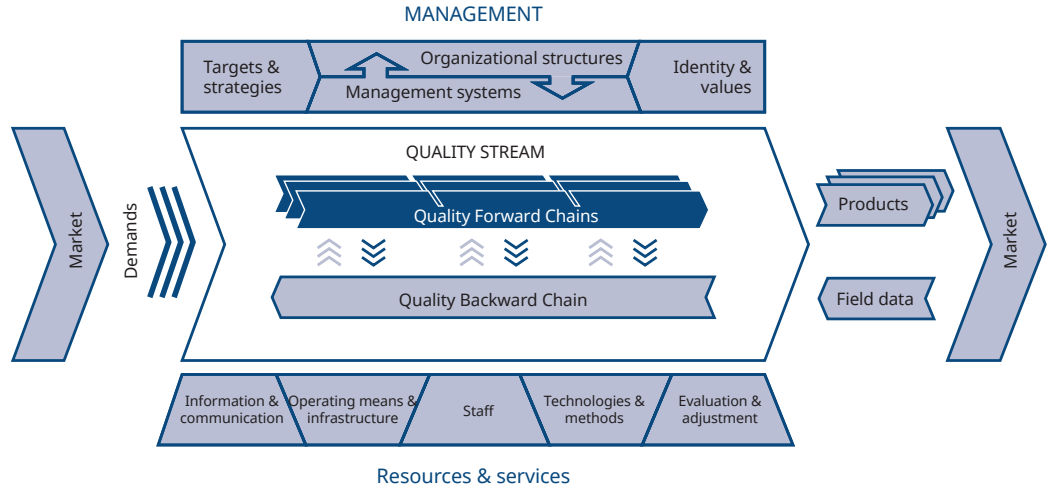 MANAGEMENT
Targets &
strategies
Organizational structures
Management systems
Identity &
values
Market
Demands
QUALITY STREAM
Quality Forward Chains
Quality Backward Chain
Products
Field data
Market
Information &
communication
Operating means &
infrastructure
Staff
Technologies &
methods
Evaluation &
adjustment
Resources & services